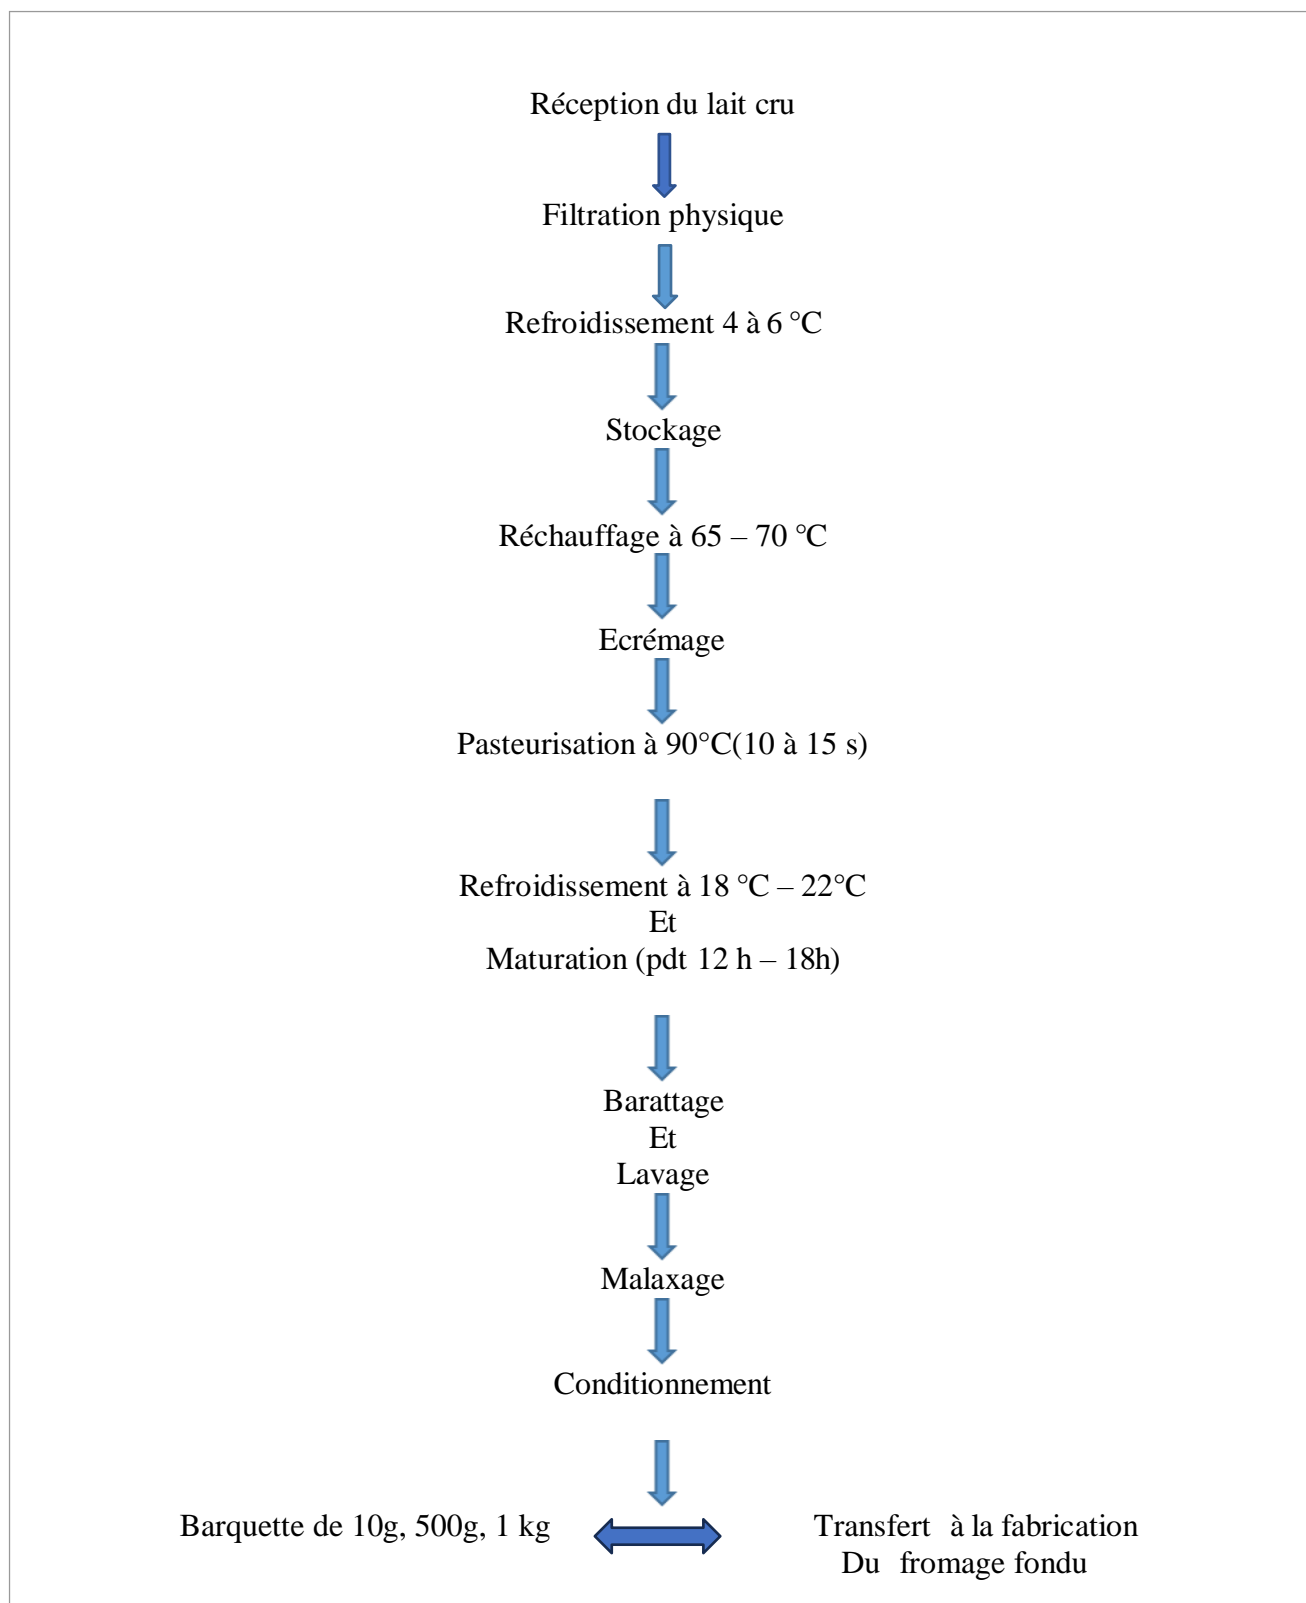 Réception du lait cru
Filtration physique
Refroidissement 4 à 6 °C
Stockage
Réchauffage à 65 – 70 °C
Ecrémage
Pasteurisation à 90°C(10 à 15 s)
Refroidissement à 18 °C – 22°C
Et
Maturation (pdt 12 h – 18h)
Barattage
Et
Lavage
Malaxage
Conditionnement
Barquette de 10g, 500g, 1 kg
Transfert à la fabrication
Du fromage fondu